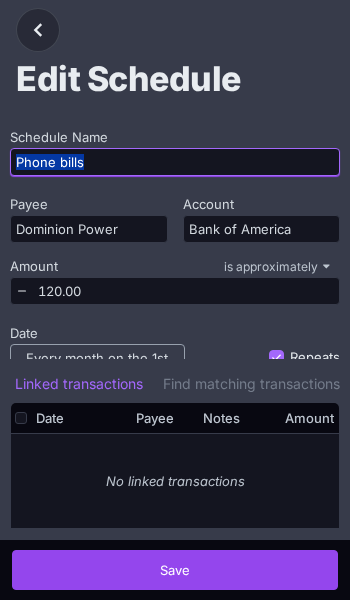 Edit Schedule
Schedule Name
Phone bills
Payee Account
Dominion Power Bank of America
Amount is approximately
− 120.00
Date
Every month on the 1st Repeats
Linked transactions Find matching transactions
Date Payee Notes Amount
No linked transactions
Save